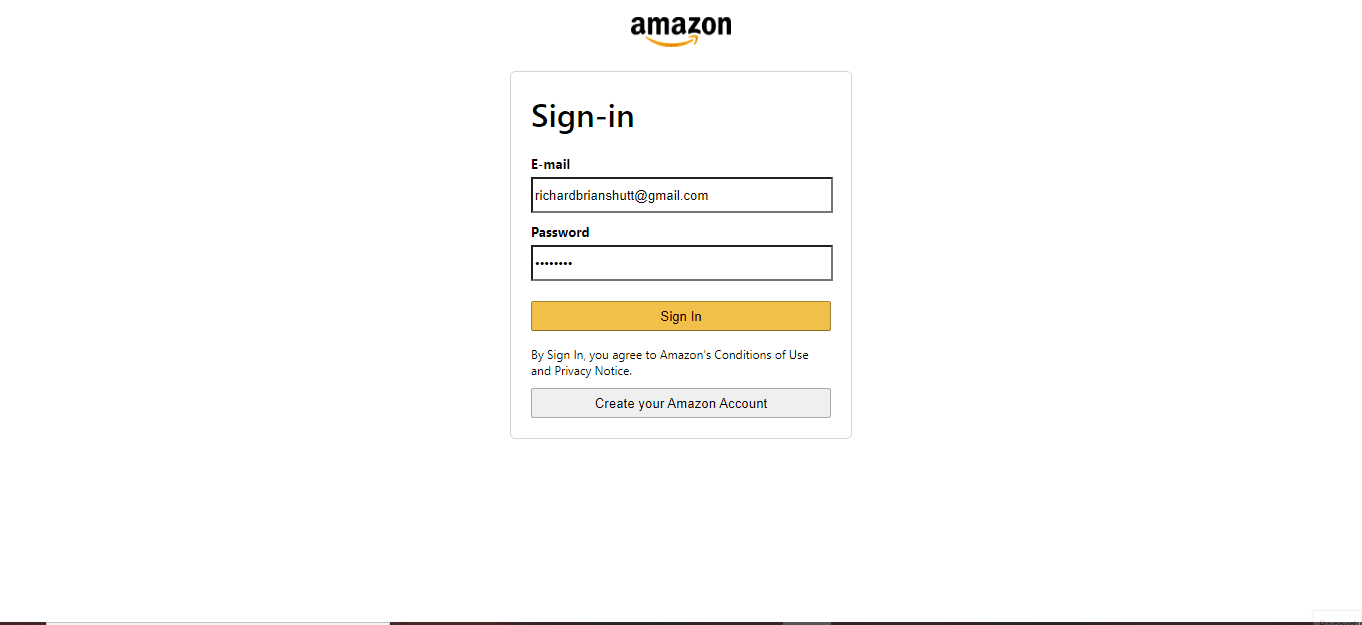 amazon
Sign-in
E-mail
richardbrianshutt@gmail.com
Password
••••••••
Sign In
By Sign In, you agree to Amazon's Conditions of Use
and Privacy Notice.
Create your Amazon Account